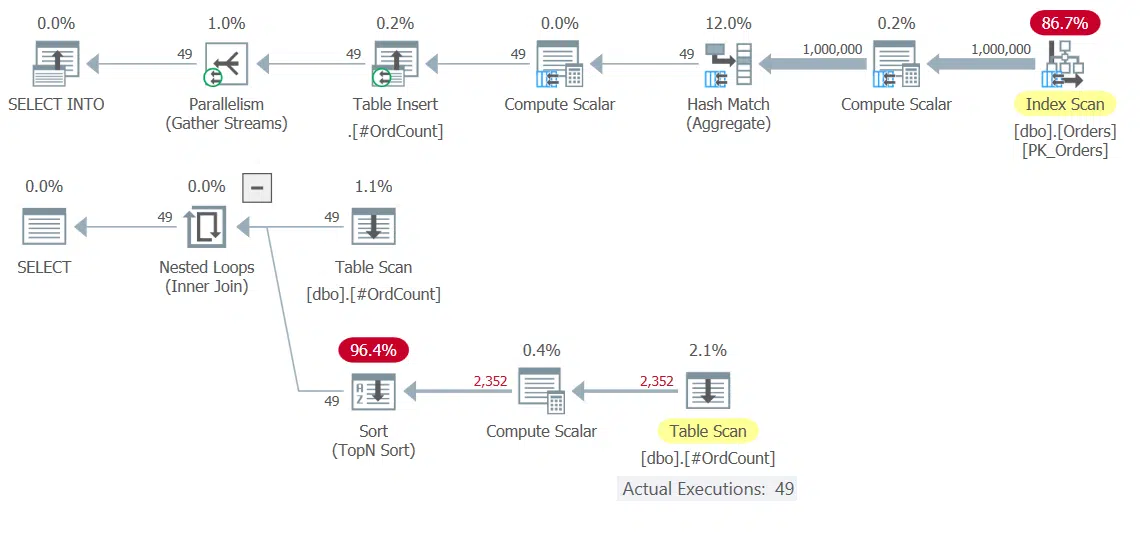 0.0% 1.0% 0.2% 0.0% 12.0% 0.2% 86.7%
49 49 49 49 1,000,000 1,000,000
SELECT INTO Parallelism Table Insert Compute Scalar Hash Match Compute Scalar Index Scan
(Gather Streams) .[#OrdCount] (Aggregate) [dbo].[Orders]
[PK_Orders]
0.0% 0.0% 1.1%
49 49
SELECT Nested Loops Table Scan
(Inner Join) [dbo].[#OrdCount]
96.4% 0.4% 2.1%
49 2,352 2,352
A
Z
Sort Compute Scalar Table Scan
(TopN Sort) [dbo].[#OrdCount]
Actual Executions: 49